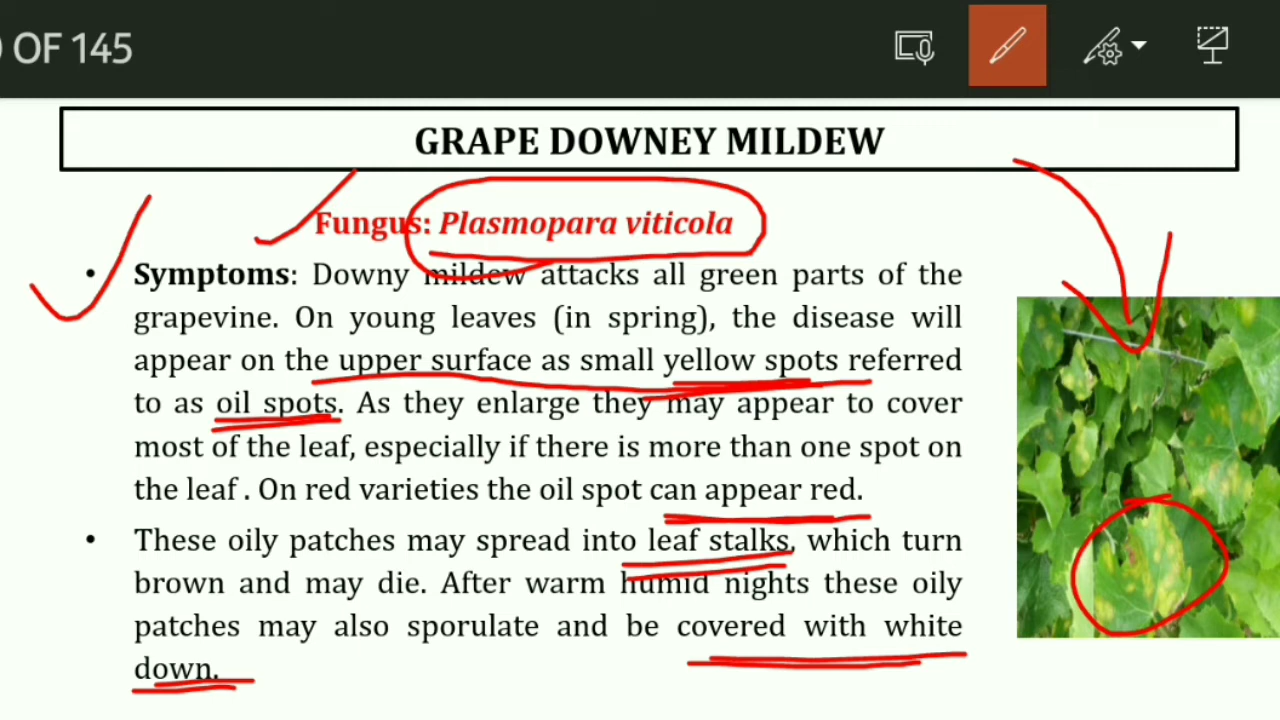 OF 145
GRAPE DOWNEY MILDEW
Fungus: Plasmopara viticola
• Symptoms: Downy mildew attacks all green parts of the
grapevine. On young leaves (in spring), the disease will
appear on the upper surface as small yellow spots referred
to as oil spots. As they enlarge they may appear to cover
most of the leaf, especially if there is more than one spot on
the leaf . On red varieties the oil spot can appear red.
• These oily patches may spread into leaf stalks, which turn
brown and may die. After warm humid nights these oily
patches may also sporulate and be covered with white
down.